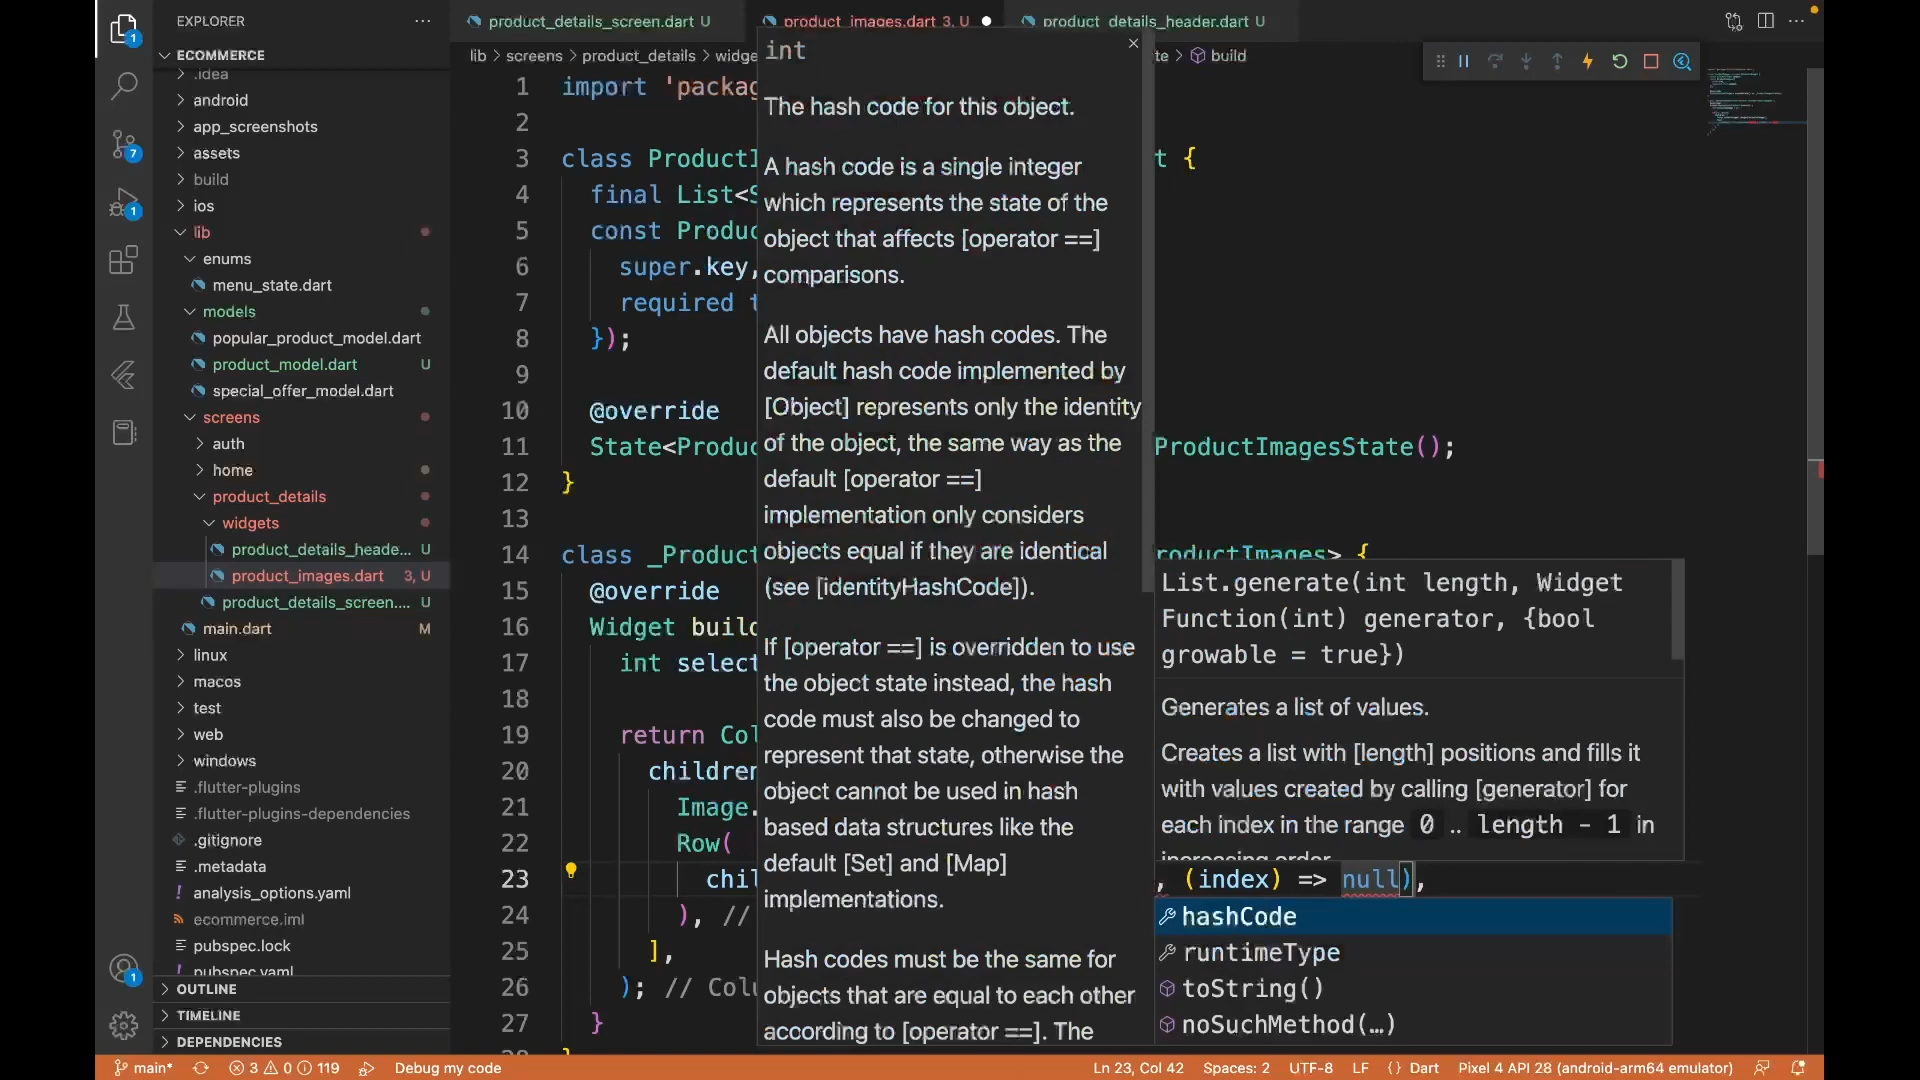 EXPLORER
ECOMMERCE
.idea
android
app_screenshots
assets
build
ios
lib
enums
menu_state.dart
models
popular_product_model.dart
product_model.dart U
special_offer_model.dart
screens
auth
home
product_details
widgets
product_details_heade... U
product_images.dart 3, U
product_details_screen.... U
main.dart M
linux
macos
test
web
windows
.flutter-plugins
.flutter-plugins-dependencies
.gitignore
.metadata
analysis_options.yaml
ecommerce.iml
pubspec.lock
pubspec.yaml
OUTLINE
TIMELINE
DEPENDENCIES
1
7
1
1
product_details_screen.dart U
product_images.dart 3, U
product_details_header.dart U
lib > screens > product_details > widge
te > build
1 import 'packag
2
3 class ProductI
t {
4 final List<S
5 const Produc
6 super.key,
7 required t
8 });
9
10 @override
11 State<Produc
ProductImagesState();
12 }
13
14 class _Product
roductImages> {
15 @override
16 Widget build
17 int select
18
19 return Col
20 children
21 Image.
22 Row(
23 chil
, (index) => null),
24 ), //
25 ],
26 ); // Colu
27 }
28 }
int
The hash code for this object.
A hash code is a single integer
which represents the state of the
object that affects [operator ==]
comparisons.
All objects have hash codes. The
default hash code implemented by
[Object] represents only the identity
of the object, the same way as the
default [operator ==]
implementation only considers
objects equal if they are identical
(see [identityHashCode]).
If [operator ==] is overridden to use
the object state instead, the hash
code must also be changed to
represent that state, otherwise the
object cannot be used in hash
based data structures like the
default [Set] and [Map]
implementations.
Hash codes must be the same for
objects that are equal to each other
according to [operator ==]. The
List.generate(int length, Widget
Function(int) generator, {bool
growable = true})
Generates a list of values.
Creates a list with [length] positions and fills it
with values created by calling [generator] for
each index in the range 0 .. length - 1 in
increasing order.
hashCode
runtimeType
toString()
noSuchMethod(…)
main* 3 0 119 Debug my code
Ln 23, Col 42 Spaces: 2 UTF-8 LF {} Dart Pixel 4 API 28 (android-arm64 emulator)